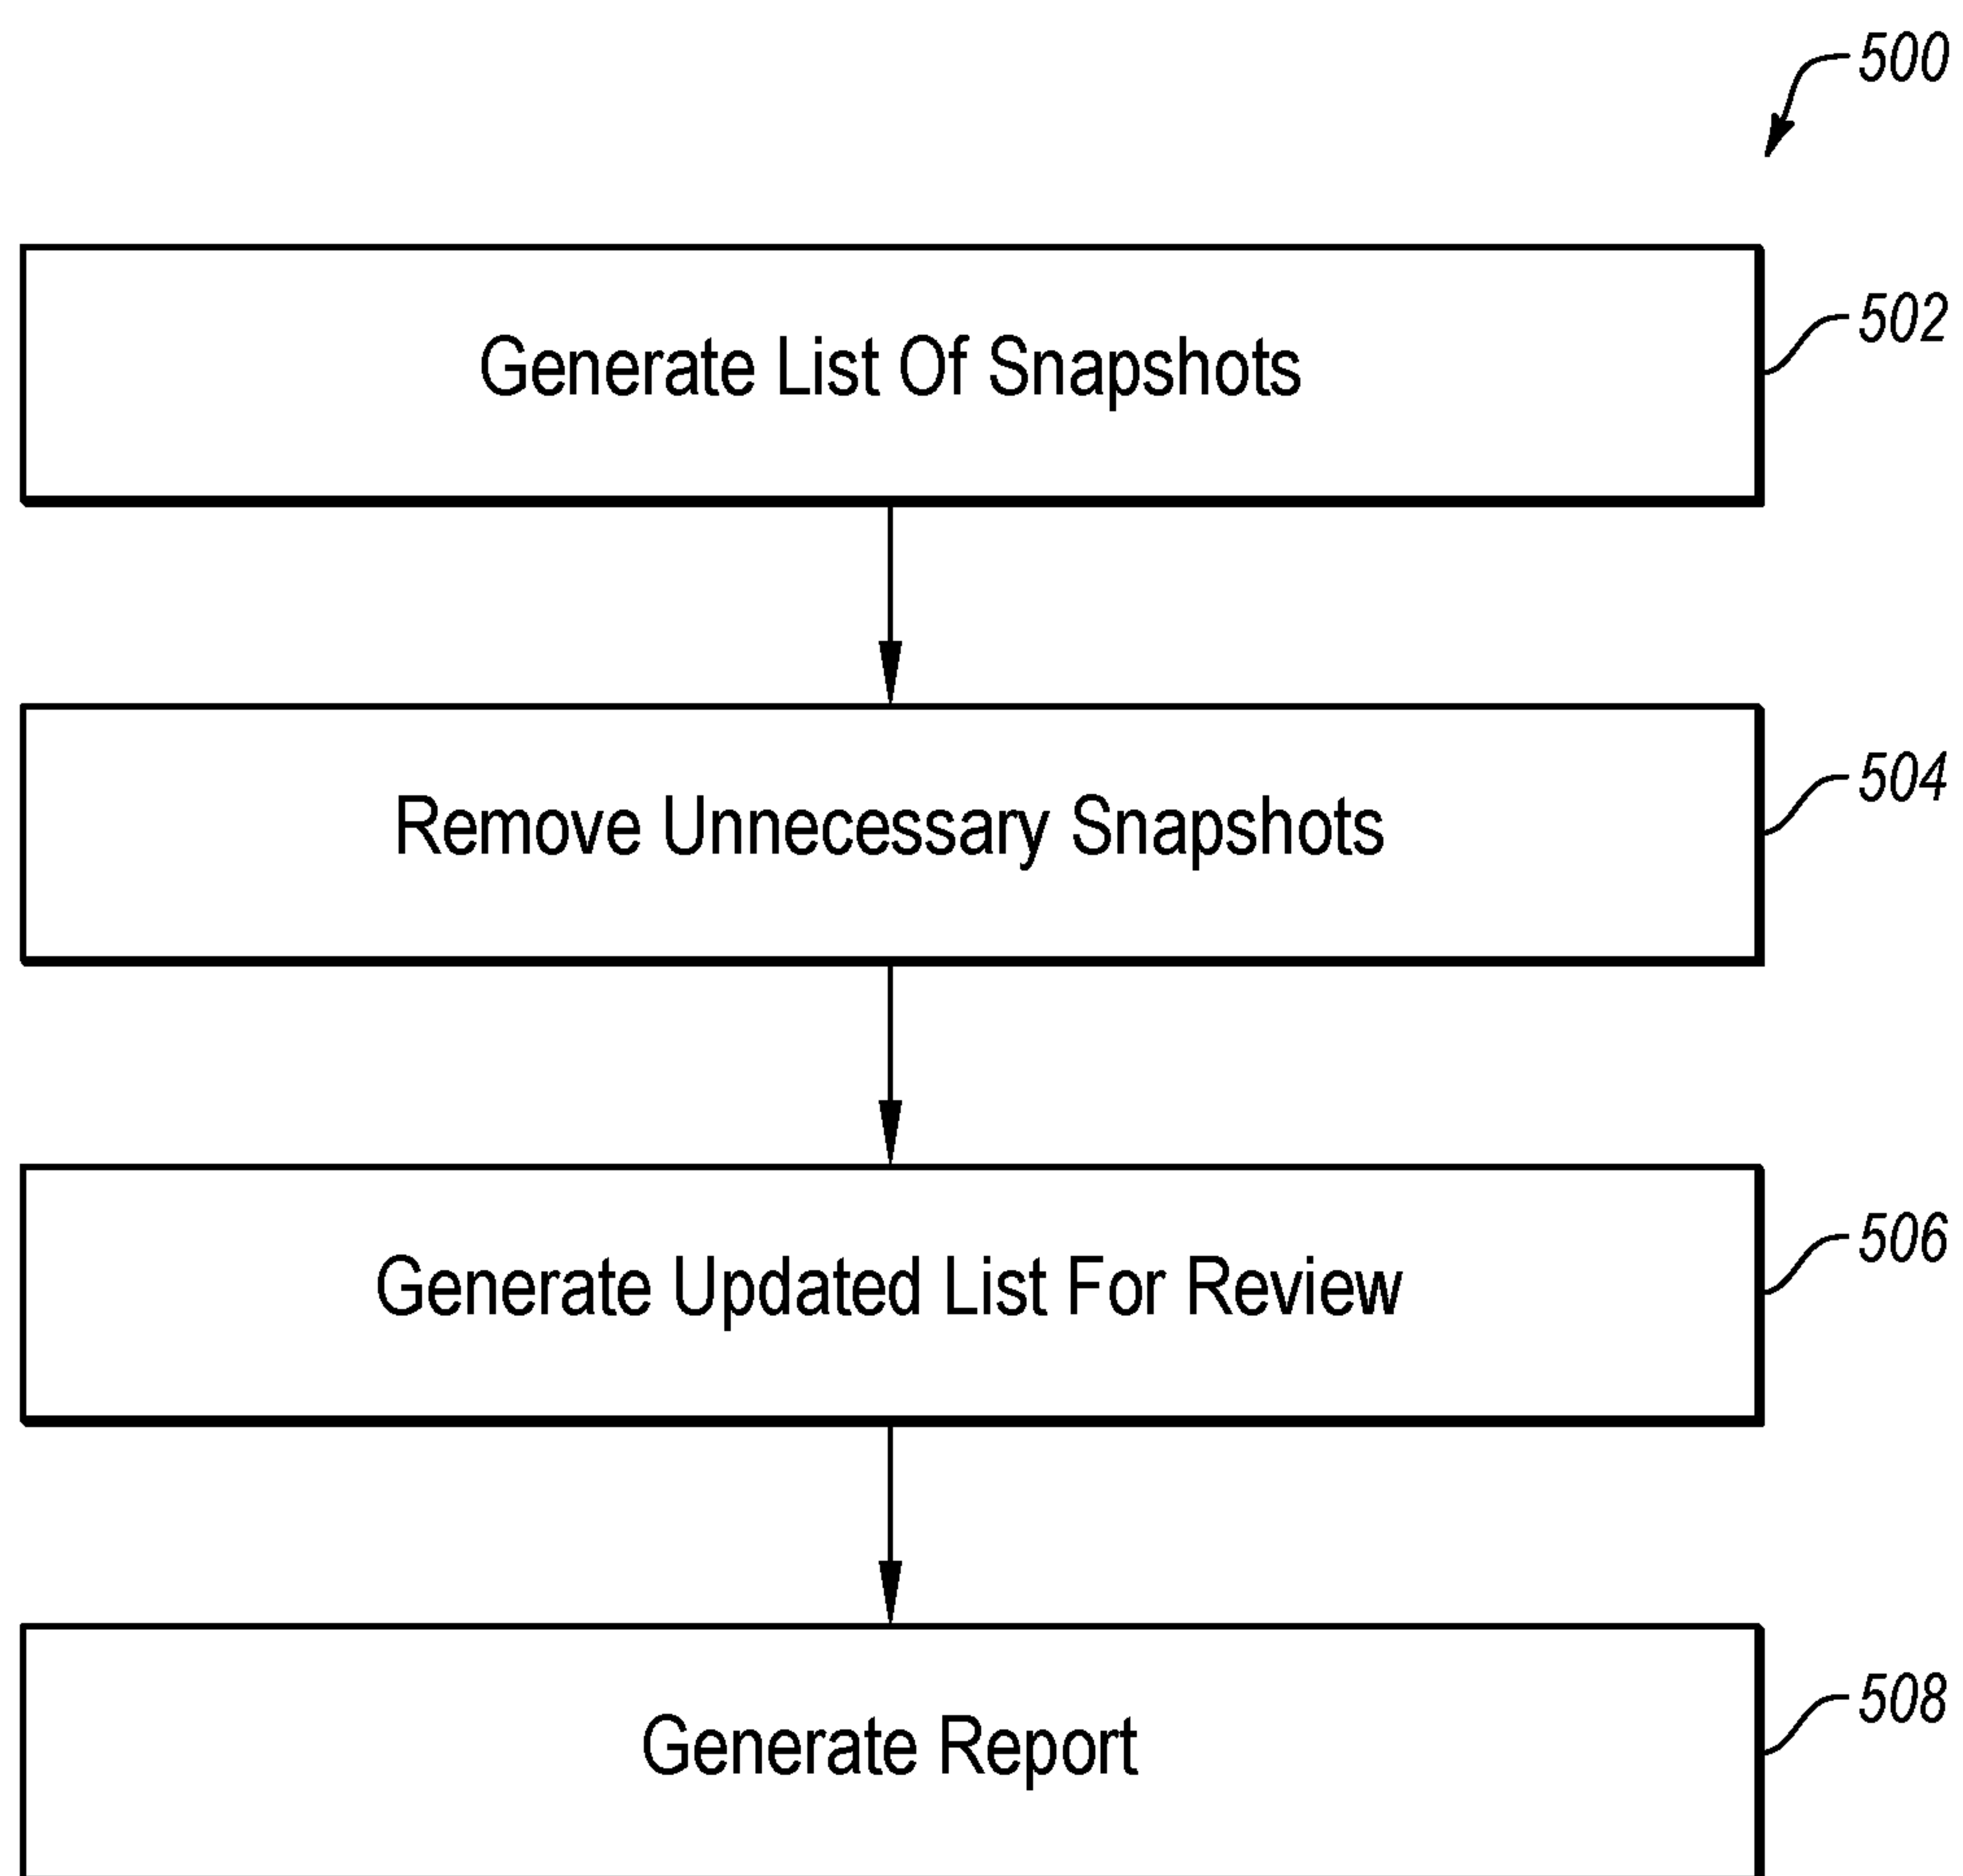 500
Generate List Of Snapshots
502
Remove Unnecessary Snapshots
504
Generate Updated List For Review
506
Generate Report
508